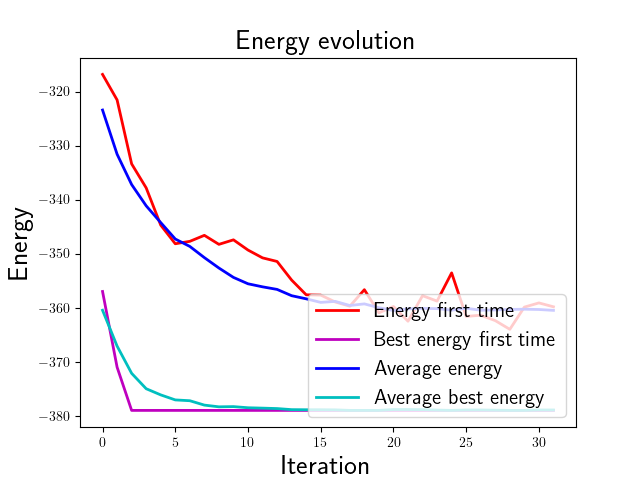 Energy evolution
Energy
−320
−330
−340
−350
−360
−370
−380
Energy first time
Best energy first time
Average energy
Average best energy
0 5 10 15 20 25 30
Iteration